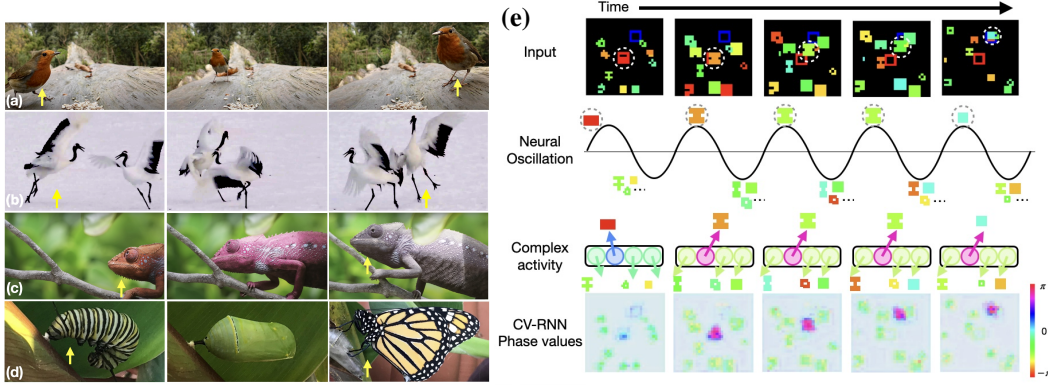 (a)
(b)
(c)
(d)
(e)
Time
Input
Neural
Oscillation
Complex
activity
CV-RNN
Phase values
π
0
-π